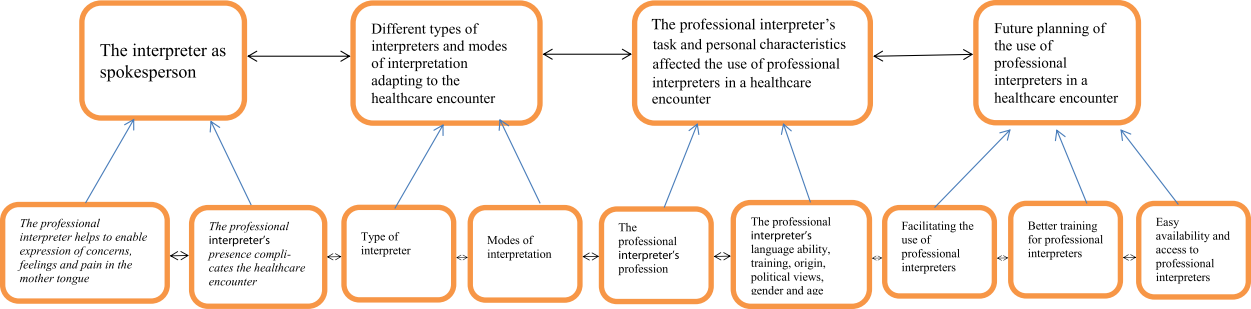 The interpreter as
spokesperson
Different types of
interpreters and modes
of interpretation
adapting to the
healthcare encounter
The professional interpreter’s
task and personal characteristics
affected the use of professional
interpreters in a healthcare
encounter
Future planning of
the use of
professional
interpreters in a
healthcare encounter
The professional
interpreter helps to enable
expression of concerns,
feelings and pain in the
mother tongue
The professional
interpreter's
presence compli-
cates the healthcare
encounter
Type of
interpreter
Modes of
interpretation
The
professional
interpreter's
profession
The professional
interpreter's
language ability,
training, origin,
political views,
gender and age
Facilitating the
use of
professional
interpreters
Better training
for professional
interpreters
Easy
availability and
access to
professional
interpreters